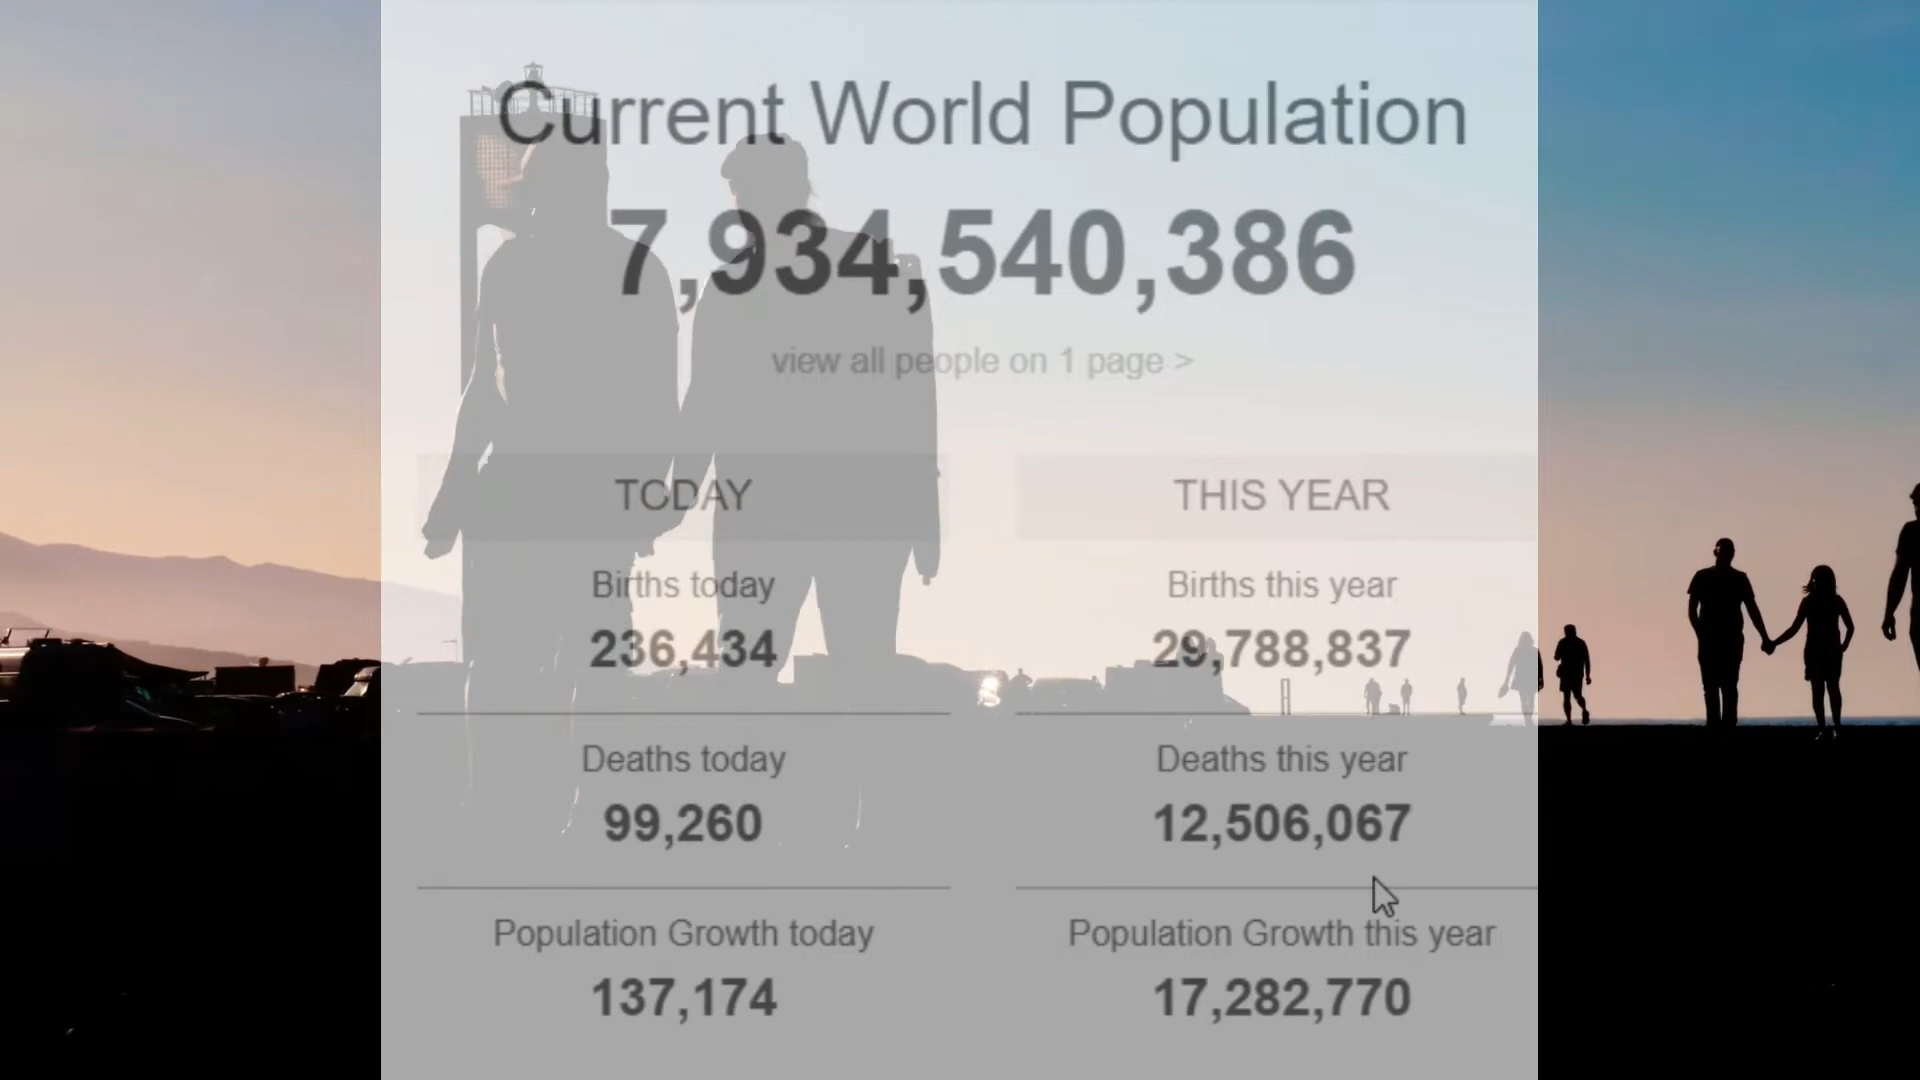 Current World Population
7,934,540,386
view all people on 1 page >
TODAY
Births today
236,434
Deaths today
99,260
Population Growth today
137,174
THIS YEAR
Births this year
29,788,837
Deaths this year
12,506,067
Population Growth this year
17,282,770